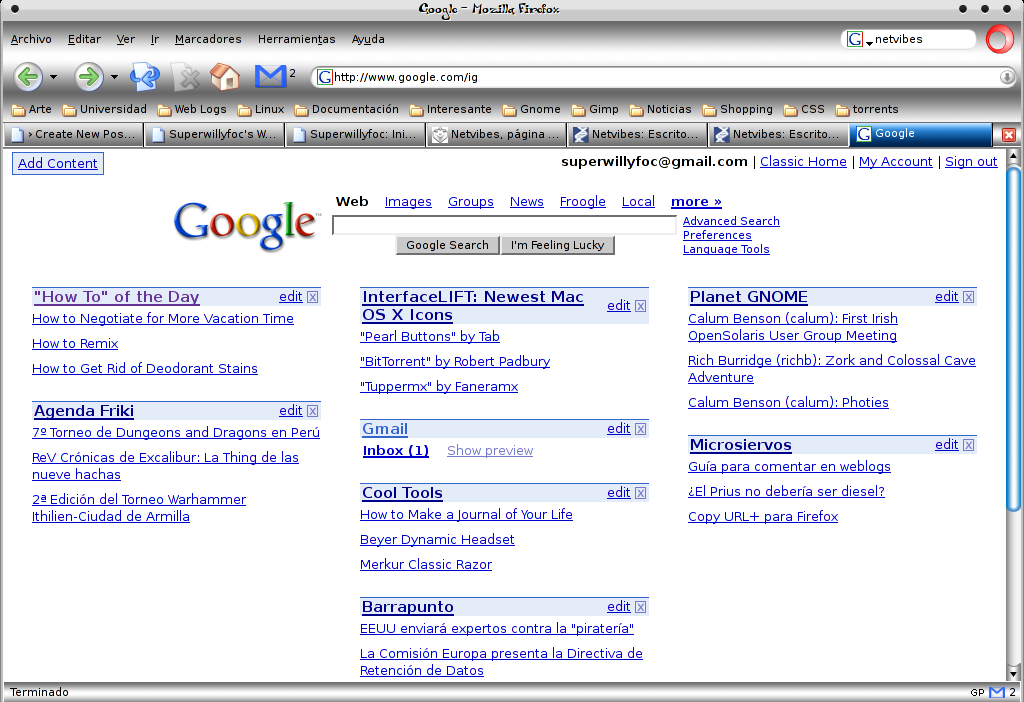 Google - Mozilla Firefox
Archivo Editar Ver Ir Marcadores Herramientas Ayuda
G netvibes
2
G http://www.google.com/ig
Arte Universidad Web Logs Linux Documentación Interesante Gnome Gimp Noticias Shopping CSS torrents
› Create New Pos... Superwillyfoc's W... Superwillyfoc: Ini... Netvibes, página ... Netvibes: Escrito... Netvibes: Escrito... G Google
Add Content
superwillyfoc@gmail.com | Classic Home | My Account | Sign out
Google™
Web Images Groups News Froogle Local more »
Advanced Search
Preferences
Language Tools
Google Search I'm Feeling Lucky
"How To" of the Day edit x
How to Negotiate for More Vacation Time
How to Remix
How to Get Rid of Deodorant Stains
Agenda Friki edit x
7º Torneo de Dungeons and Dragons en Perú
ReV Crónicas de Excalibur: La Thing de las
nueve hachas
2ª Edición del Torneo Warhammer
Ithilien-Ciudad de Armilla
InterfaceLIFT: Newest Mac
OS X Icons edit x
"Pearl Buttons" by Tab
"BitTorrent" by Robert Padbury
"Tuppermx" by Faneramx
Gmail edit x
Inbox (1) Show preview
Cool Tools edit x
How to Make a Journal of Your Life
Beyer Dynamic Headset
Merkur Classic Razor
Barrapunto edit x
EEUU enviará expertos contra la "piratería"
La Comisión Europa presenta la Directiva de
Retención de Datos
Planet GNOME edit x
Calum Benson (calum): First Irish
OpenSolaris User Group Meeting
Rich Burridge (richb): Zork and Colossal Cave
Adventure
Calum Benson (calum): Photies
Microsiervos edit x
Guía para comentar en weblogs
¿El Prius no debería ser diesel?
Copy URL+ para Firefox
Terminado
GP 2